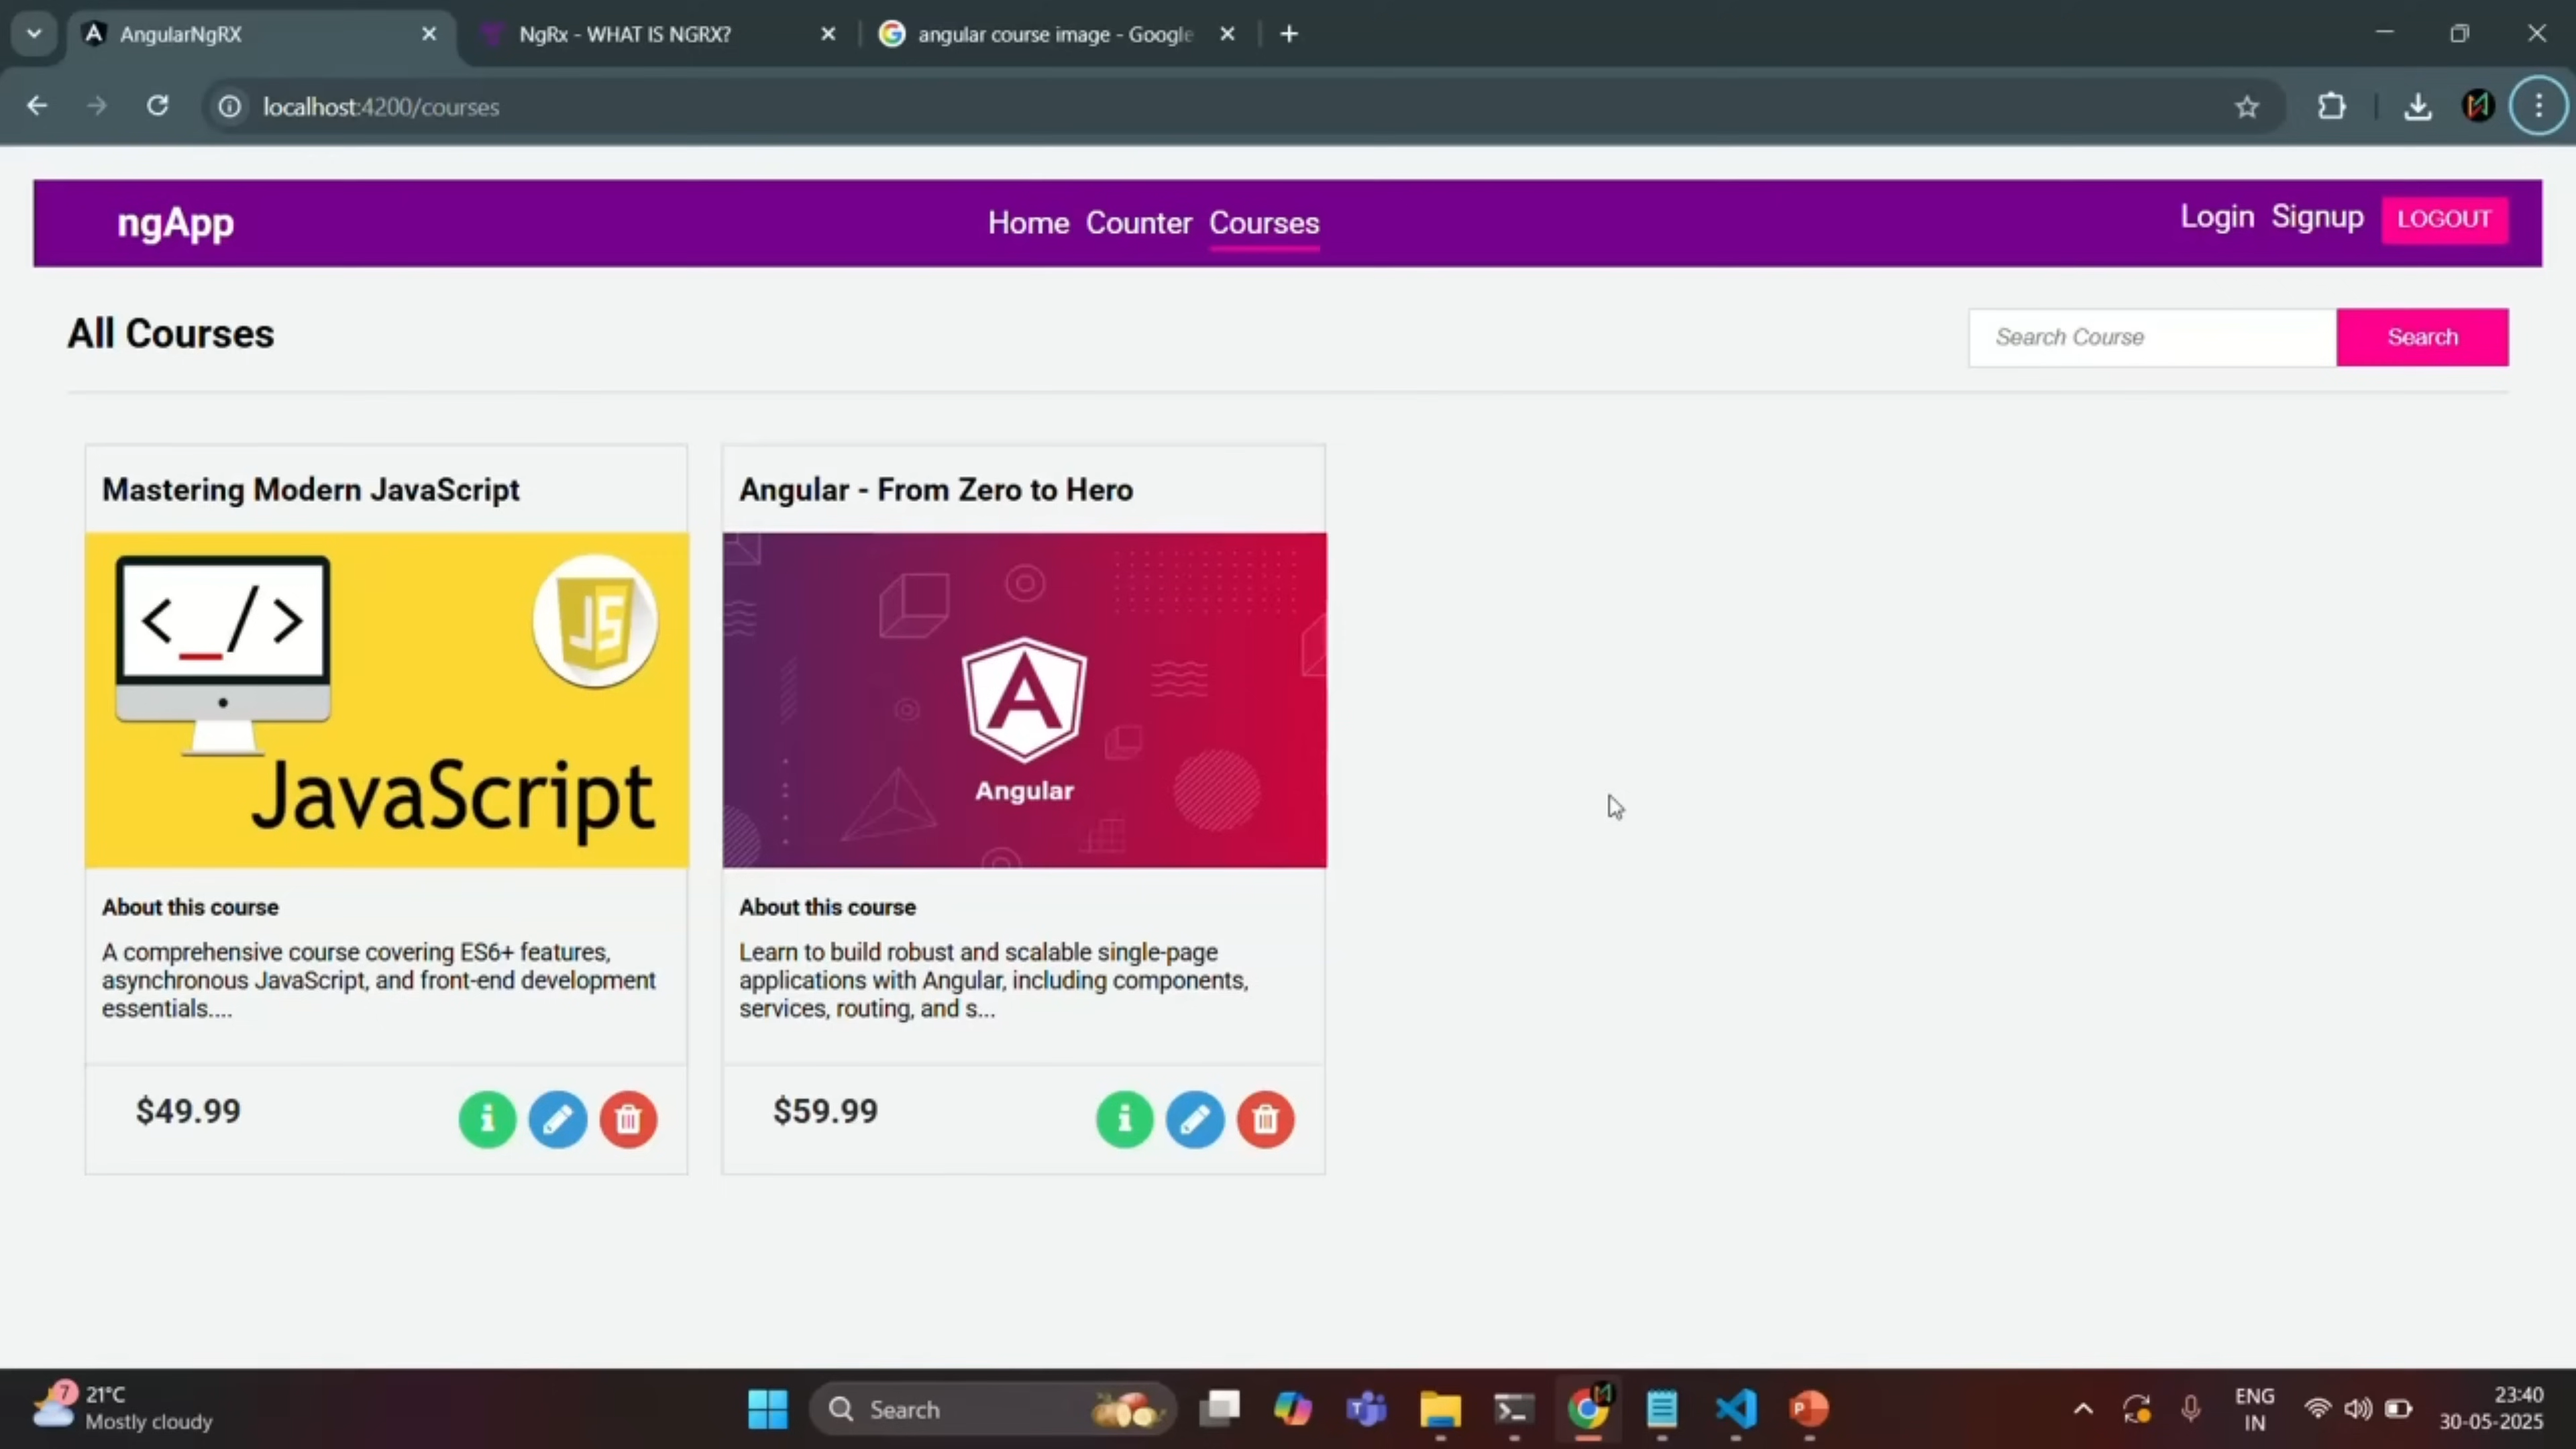 AngularNgRX
NgRx - WHAT IS NGRX?
angular course image - Google
localhost:4200/courses
ngApp
Home Counter Courses
Login Signup LOGOUT
All Courses
Search Course
Search
Mastering Modern JavaScript
<_/>
JS
JavaScript
About this course
A comprehensive course covering ES6+ features,
asynchronous JavaScript, and front-end development
essentials....
$49.99
Angular - From Zero to Hero
A
Angular
About this course
Learn to build robust and scalable single-page
applications with Angular, including components,
services, routing, and s...
$59.99
7
21°C
Mostly cloudy
Search
ENG
IN
23:40
30-05-2025